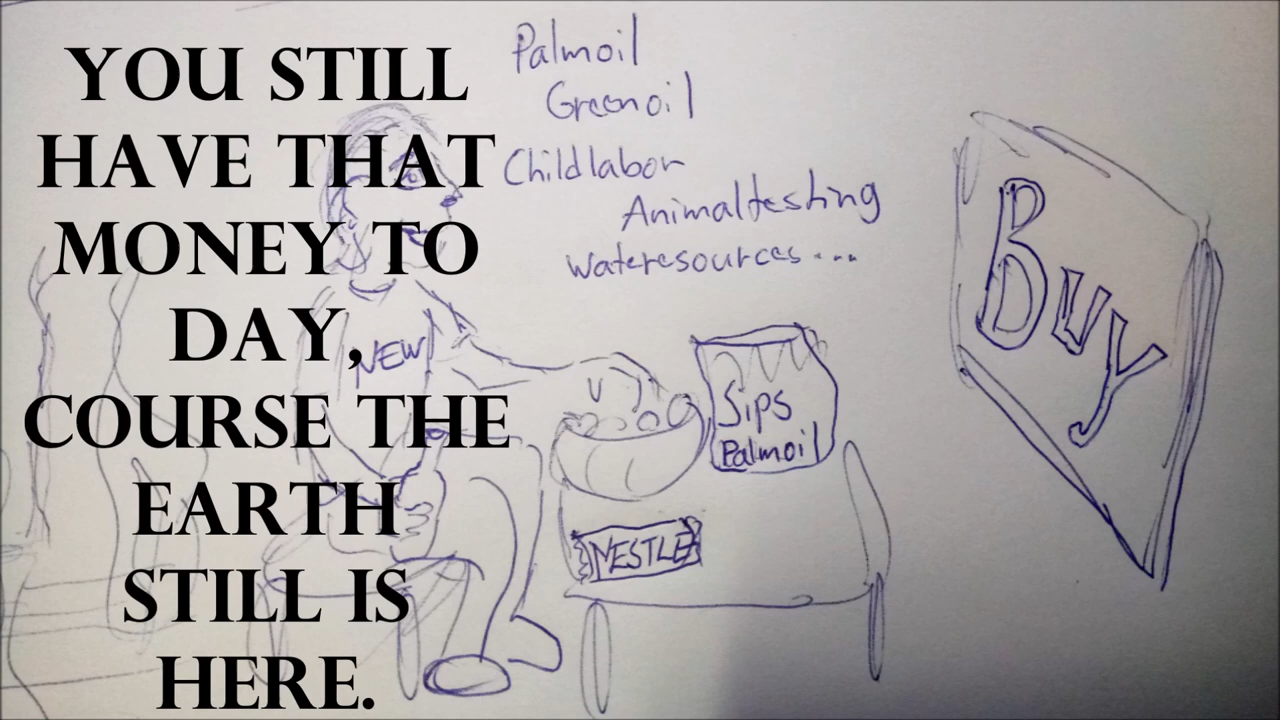 YOU STILL
HAVE THAT
MONEY TO
DAY,
COURSE THE
EARTH
STILL IS
HERE.
Palmoil
Greenoil
Childlabor
Animaltesting
wateresources...
Buy
NEW
Sips
Palmoil
NESTLE